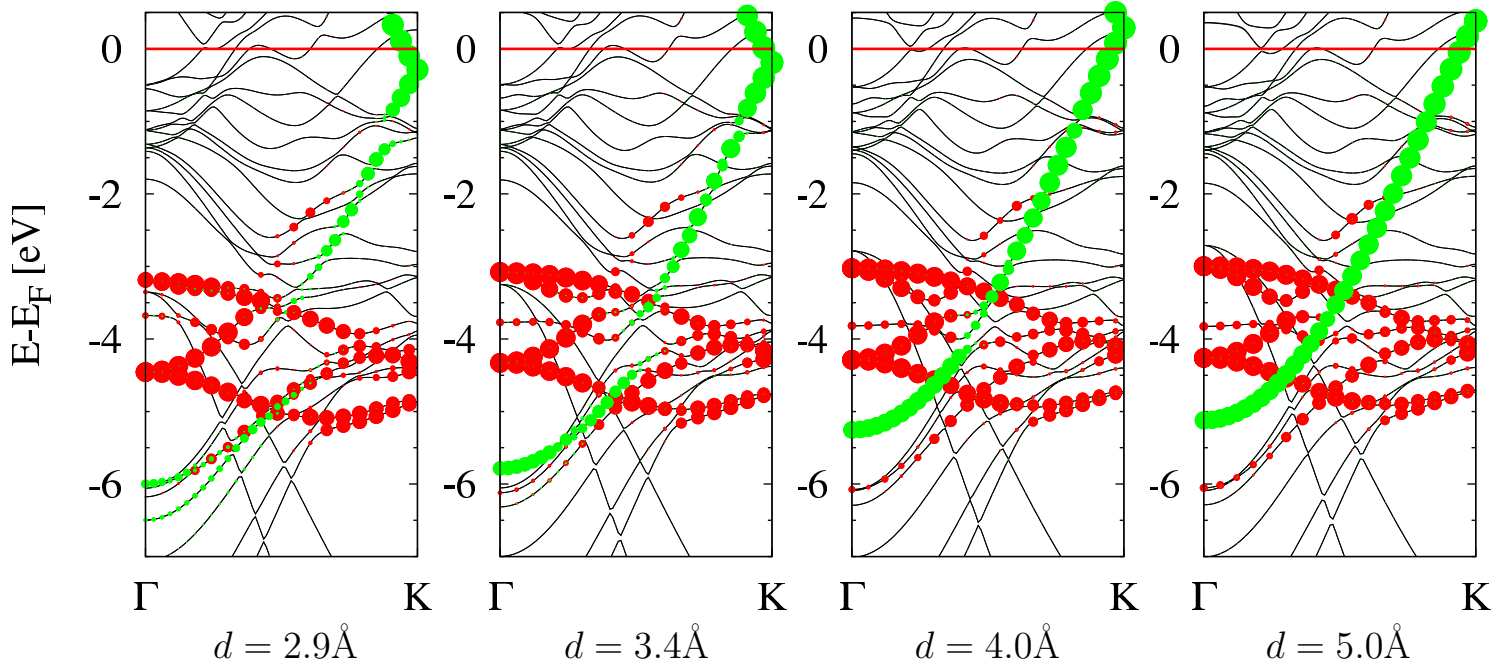 E-E_F [eV]
0 0 0 0
-2 -2 -2 -2
-4 -4 -4 -4
-6 -6 -6 -6
Γ K Γ K Γ K Γ K
d = 2.9Å d = 3.4Å d = 4.0Å d = 5.0Å